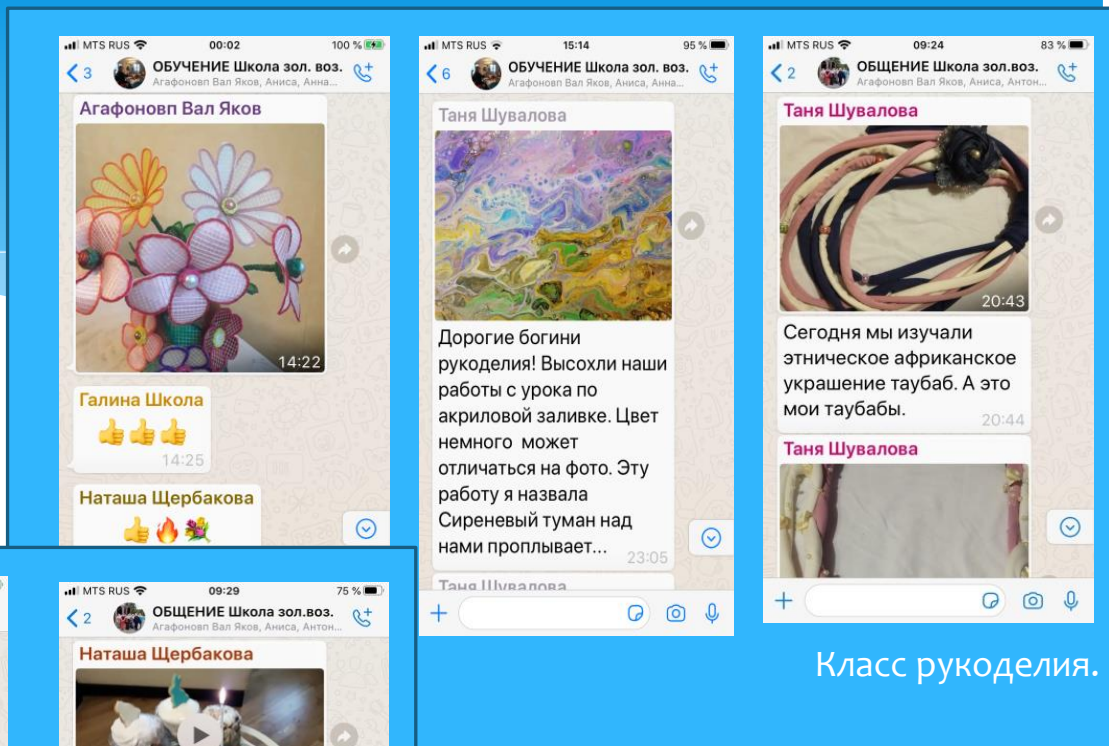 MTS RUS 00:02 100 %
3 ОБУЧЕНИЕ Школа зол. воз.
Агафоновп Вал Яков, Аниса, Анна...
Агафоновп Вал Яков
14:22
Галина Школа
👍👍👍
14:25
Наташа Щербакова
👍🔥💐
MTS RUS 15:14 95 %
6 ОБУЧЕНИЕ Школа зол. воз.
Агафоновп Вал Яков, Аниса, Анна...
Таня Шувалова
Дорогие богини
рукоделия! Высохли наши
работы с урока по
акриловой заливке. Цвет
немного может
отличаться на фото. Эту
работу я назвала
Сиреневый туман над
нами проплывает...
23:05
Таня Шувалова
MTS RUS 09:24 83 %
2 ОБЩЕНИЕ Школа зол.воз.
Агафоновп Вал Яков, Аниса, Антон...
Таня Шувалова
20:43
Сегодня мы изучали
этническое африканское
украшение таубаб. А это
мои таубабы.
20:44
Таня Шувалова
Класс рукоделия.
MTS RUS 09:29 75 %
2 ОБЩЕНИЕ Школа зол.воз.
Агафоновп Вал Яков, Аниса, Антон...
Наташа Щербакова